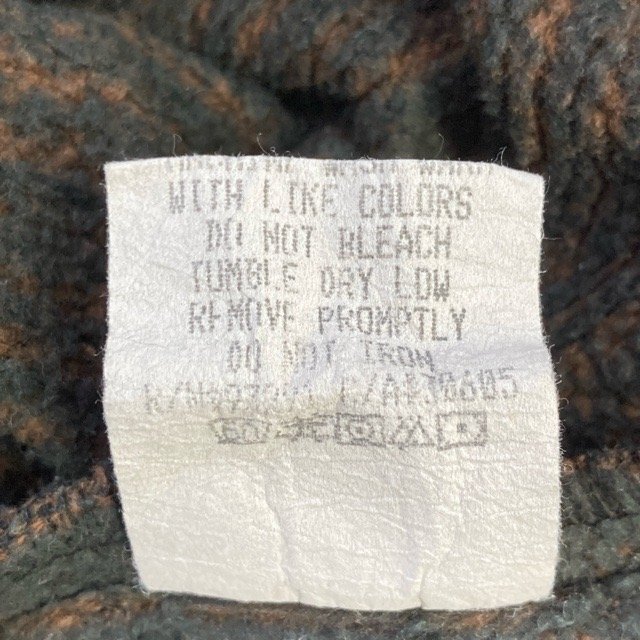 WITH LIKE COLORS
DO NOT BLEACH
TUMBLE DRY LOW
REMOVE PROMPTLY
DO NOT IRON